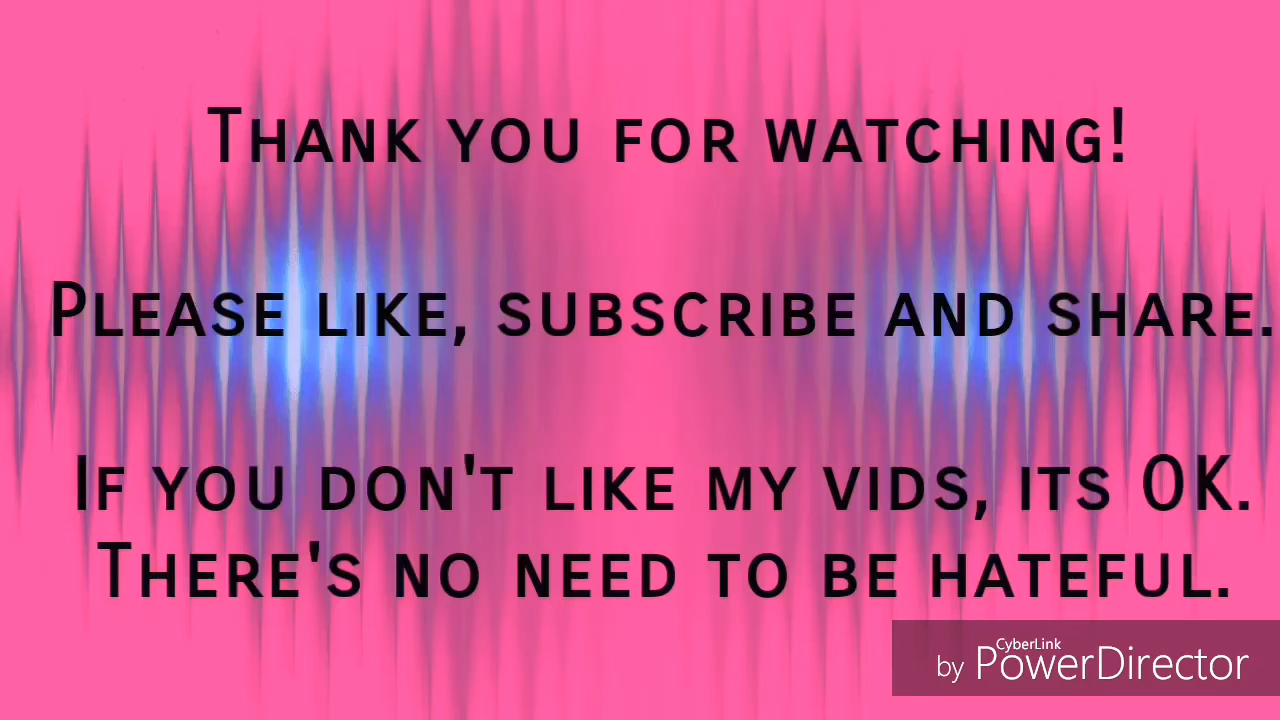 Thank you for watching!
Please like, subscribe and share.
If you don't like my vids, its OK.
There's no need to be hateful.
CyberLink
by PowerDirector